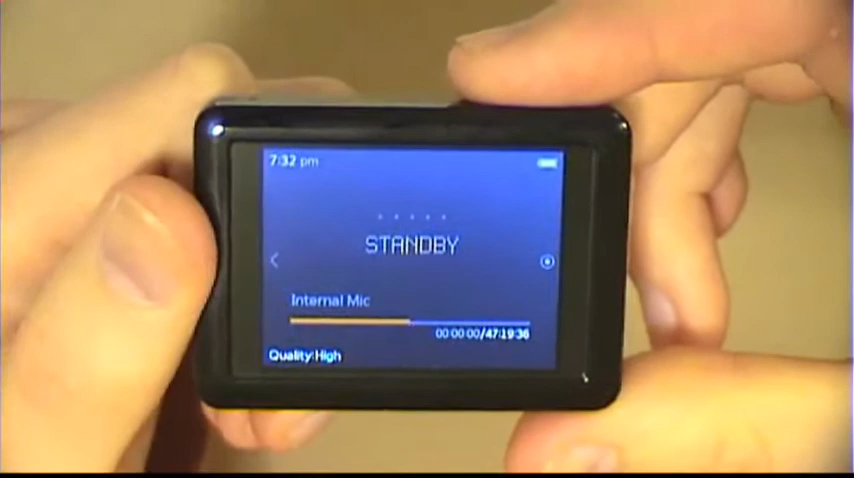 7:32 pm
STANDBY
Internal Mic
00:00:00/47:19:36
Quality:High